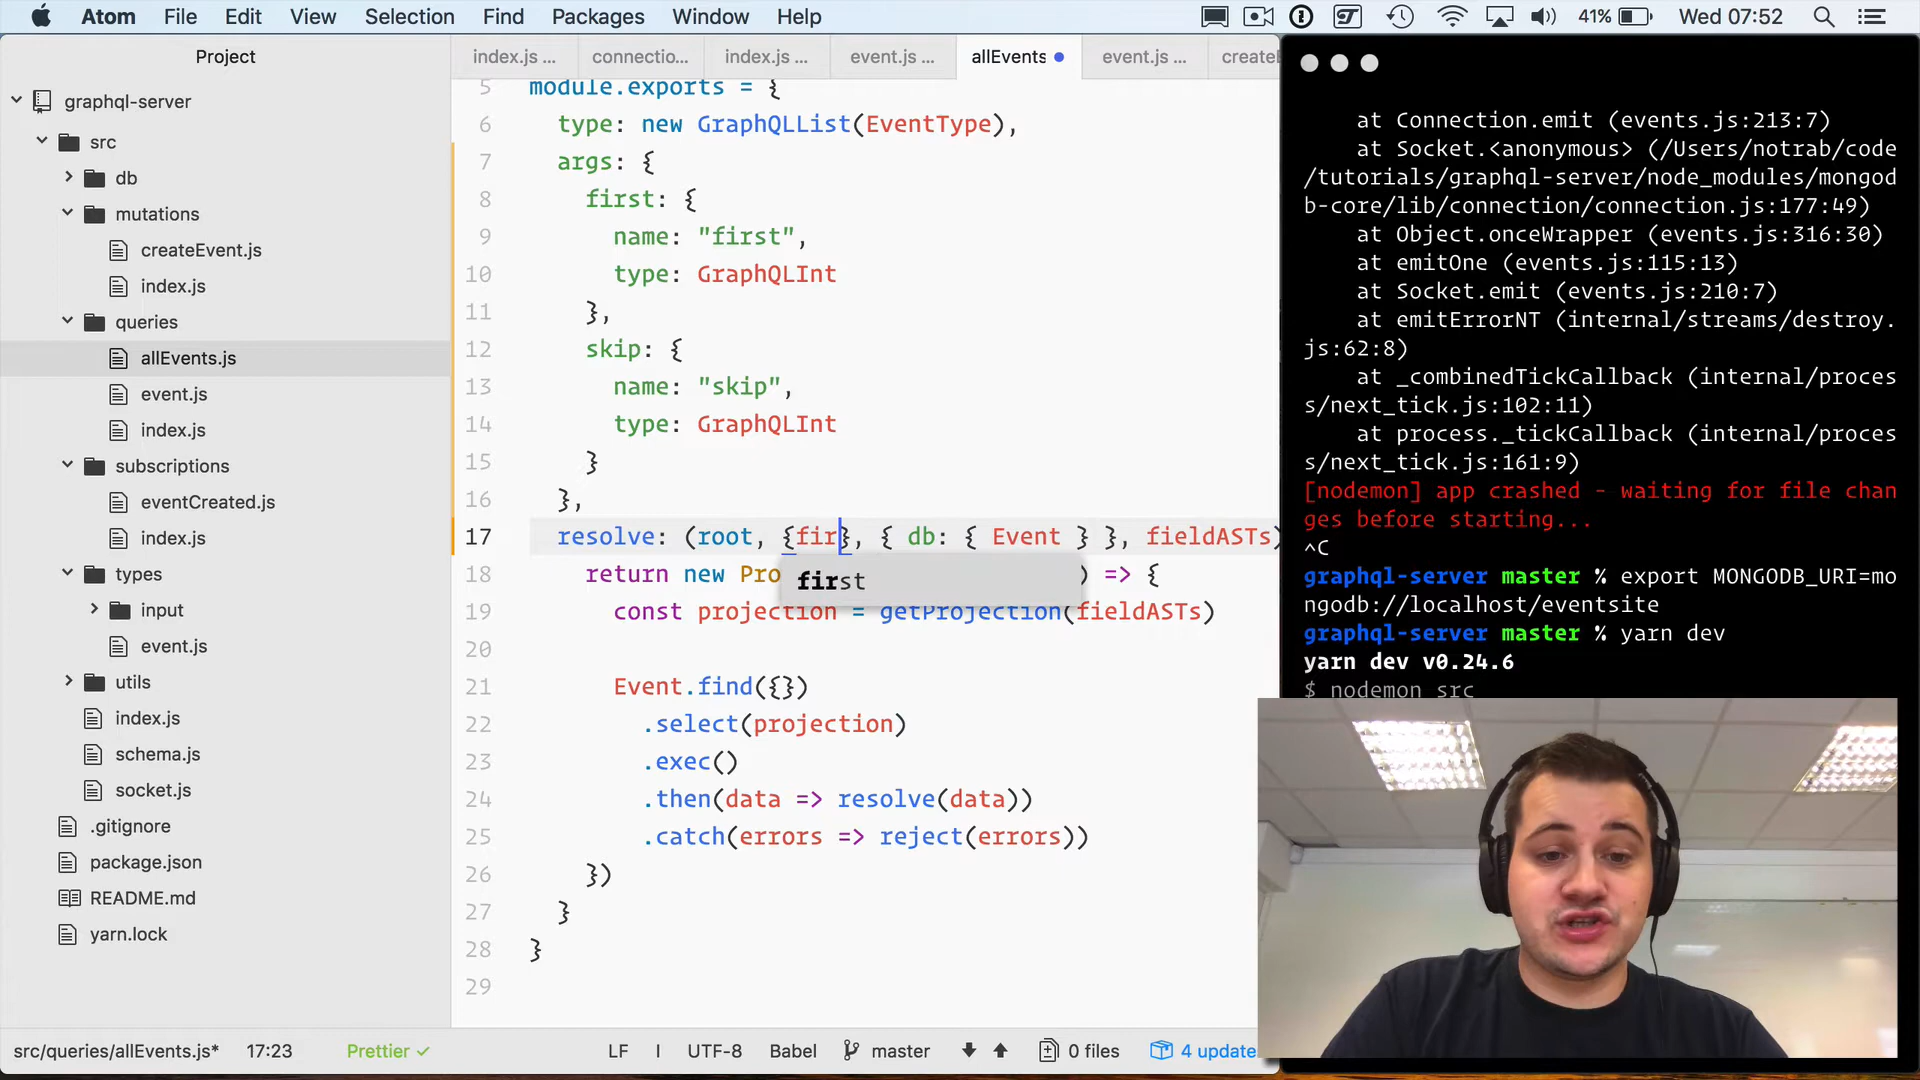 Atom File Edit View Selection Find Packages Window Help 41% Wed 07:52
Project
graphql-server
src
db
mutations
createEvent.js
index.js
queries
allEvents.js
event.js
index.js
subscriptions
eventCreated.js
index.js
types
input
event.js
utils
index.js
schema.js
socket.js
.gitignore
package.json
README.md
yarn.lock
index.js ... connectio... index.js ... event.js ... allEvents event.js ... createE
5 module.exports = {
6 type: new GraphQLList(EventType),
7 args: {
8 first: {
9 name: "first",
10 type: GraphQLInt
11 },
12 skip: {
13 name: "skip",
14 type: GraphQLInt
15 }
16 },
17 resolve: (root, {fir}, { db: { Event } }, fieldASTs)
first
18 return new Pro ) => {
19 const projection = getProjection(fieldASTs)
20
21 Event.find({})
22 .select(projection)
23 .exec()
24 .then(data => resolve(data))
25 .catch(errors => reject(errors))
26 })
27 }
28 }
29
src/queries/allEvents.js* 17:23 Prettier ✓ LF I UTF-8 Babel master 0 files 4 update
at Connection.emit (events.js:213:7)
at Socket.<anonymous> (/Users/notrab/code
/tutorials/graphql-server/node_modules/mongod
b-core/lib/connection/connection.js:177:49)
at Object.onceWrapper (events.js:316:30)
at emitOne (events.js:115:13)
at Socket.emit (events.js:210:7)
at emitErrorNT (internal/streams/destroy.
js:62:8)
at _combinedTickCallback (internal/proces
s/next_tick.js:102:11)
at process._tickCallback (internal/proces
s/next_tick.js:161:9)
[nodemon] app crashed - waiting for file chan
ges before starting...
^C
graphql-server master % export MONGODB_URI=mo
ngodb://localhost/eventsite
graphql-server master % yarn dev
yarn dev v0.24.6
$ nodemon src